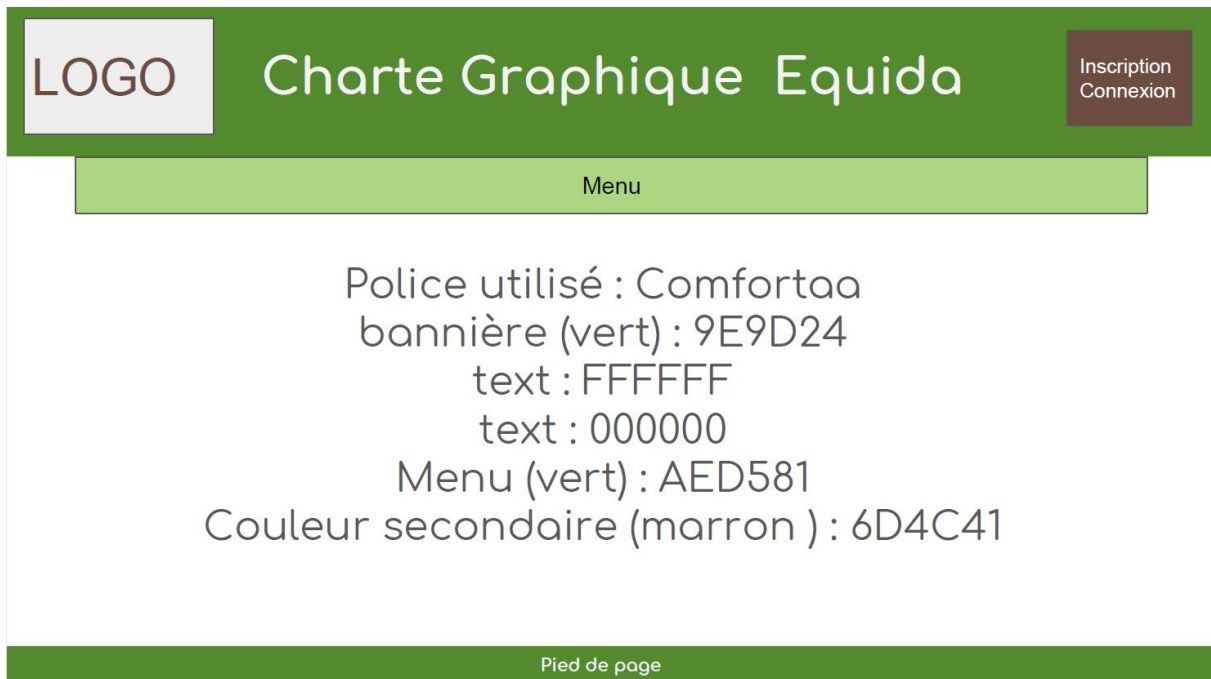 LOGO
Charte Graphique Equida
Inscription
Connexion
Menu
Police utilisé : Comfortaa
bannière (vert) : 9E9D24
text : FFFFFF
text : 000000
Menu (vert) : AED581
Couleur secondaire (marron ) : 6D4C41
Pied de page